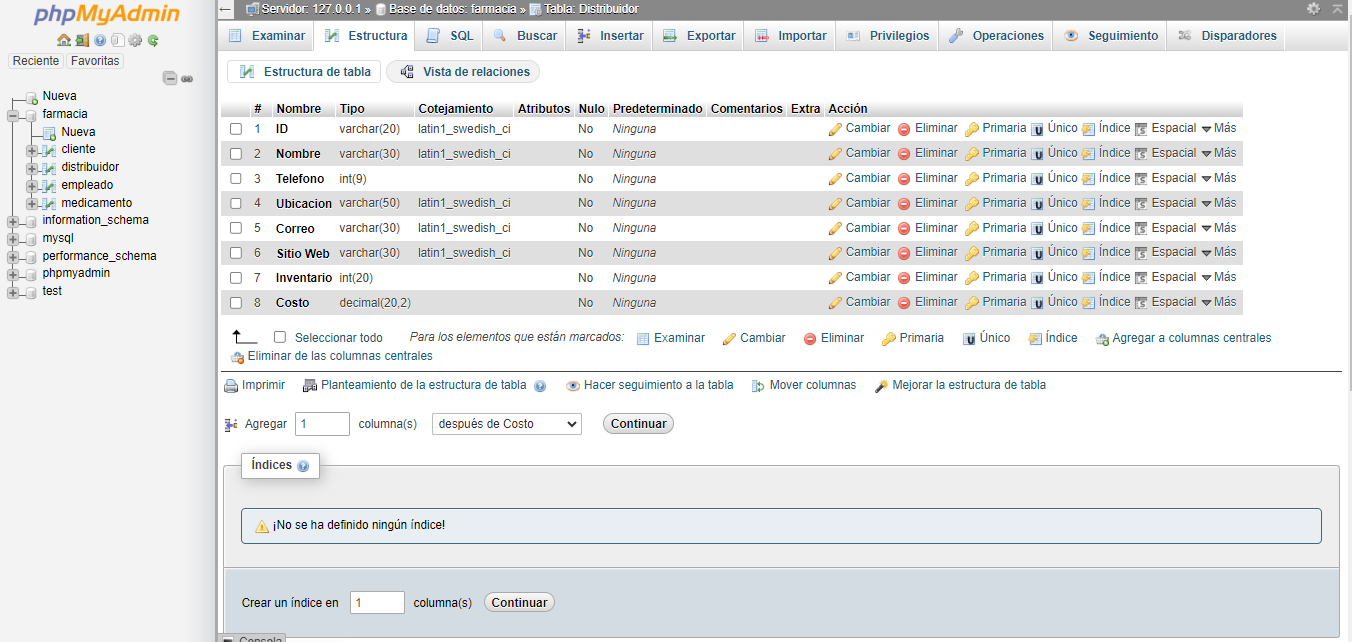 phpMyAdmin
Reciente Favoritas
Nueva
farmacia
Nueva
cliente
distribuidor
empleado
medicamento
information_schema
mysql
performance_schema
phpmyadmin
test
Servidor: 127.0.0.1 » Base de datos: farmacia » Tabla: Distribuidor
Examinar Estructura SQL Buscar Insertar Exportar Importar Privilegios Operaciones Seguimiento Disparadores
Estructura de tabla Vista de relaciones
# Nombre Tipo Cotejamiento Atributos Nulo Predeterminado Comentarios Extra Acción
1 ID varchar(20) latin1_swedish_ci No Ninguna Cambiar Eliminar Primaria Único Índice Espacial Más
2 Nombre varchar(30) latin1_swedish_ci No Ninguna Cambiar Eliminar Primaria Único Índice Espacial Más
3 Telefono int(9) No Ninguna Cambiar Eliminar Primaria Único Índice Espacial Más
4 Ubicacion varchar(50) latin1_swedish_ci No Ninguna Cambiar Eliminar Primaria Único Índice Espacial Más
5 Correo varchar(30) latin1_swedish_ci No Ninguna Cambiar Eliminar Primaria Único Índice Espacial Más
6 Sitio Web varchar(30) latin1_swedish_ci No Ninguna Cambiar Eliminar Primaria Único Índice Espacial Más
7 Inventario int(20) No Ninguna Cambiar Eliminar Primaria Único Índice Espacial Más
8 Costo decimal(20,2) No Ninguna Cambiar Eliminar Primaria Único Índice Espacial Más
Seleccionar todo Para los elementos que están marcados: Examinar Cambiar Eliminar Primaria Único Índice Agregar a columnas centrales
Eliminar de las columnas centrales
Imprimir Planteamiento de la estructura de tabla Hacer seguimiento a la tabla Mover columnas Mejorar la estructura de tabla
Agregar 1 columna(s) después de Costo Continuar
Índices
¡No se ha definido ningún índice!
Crear un índice en 1 columna(s) Continuar
Consola